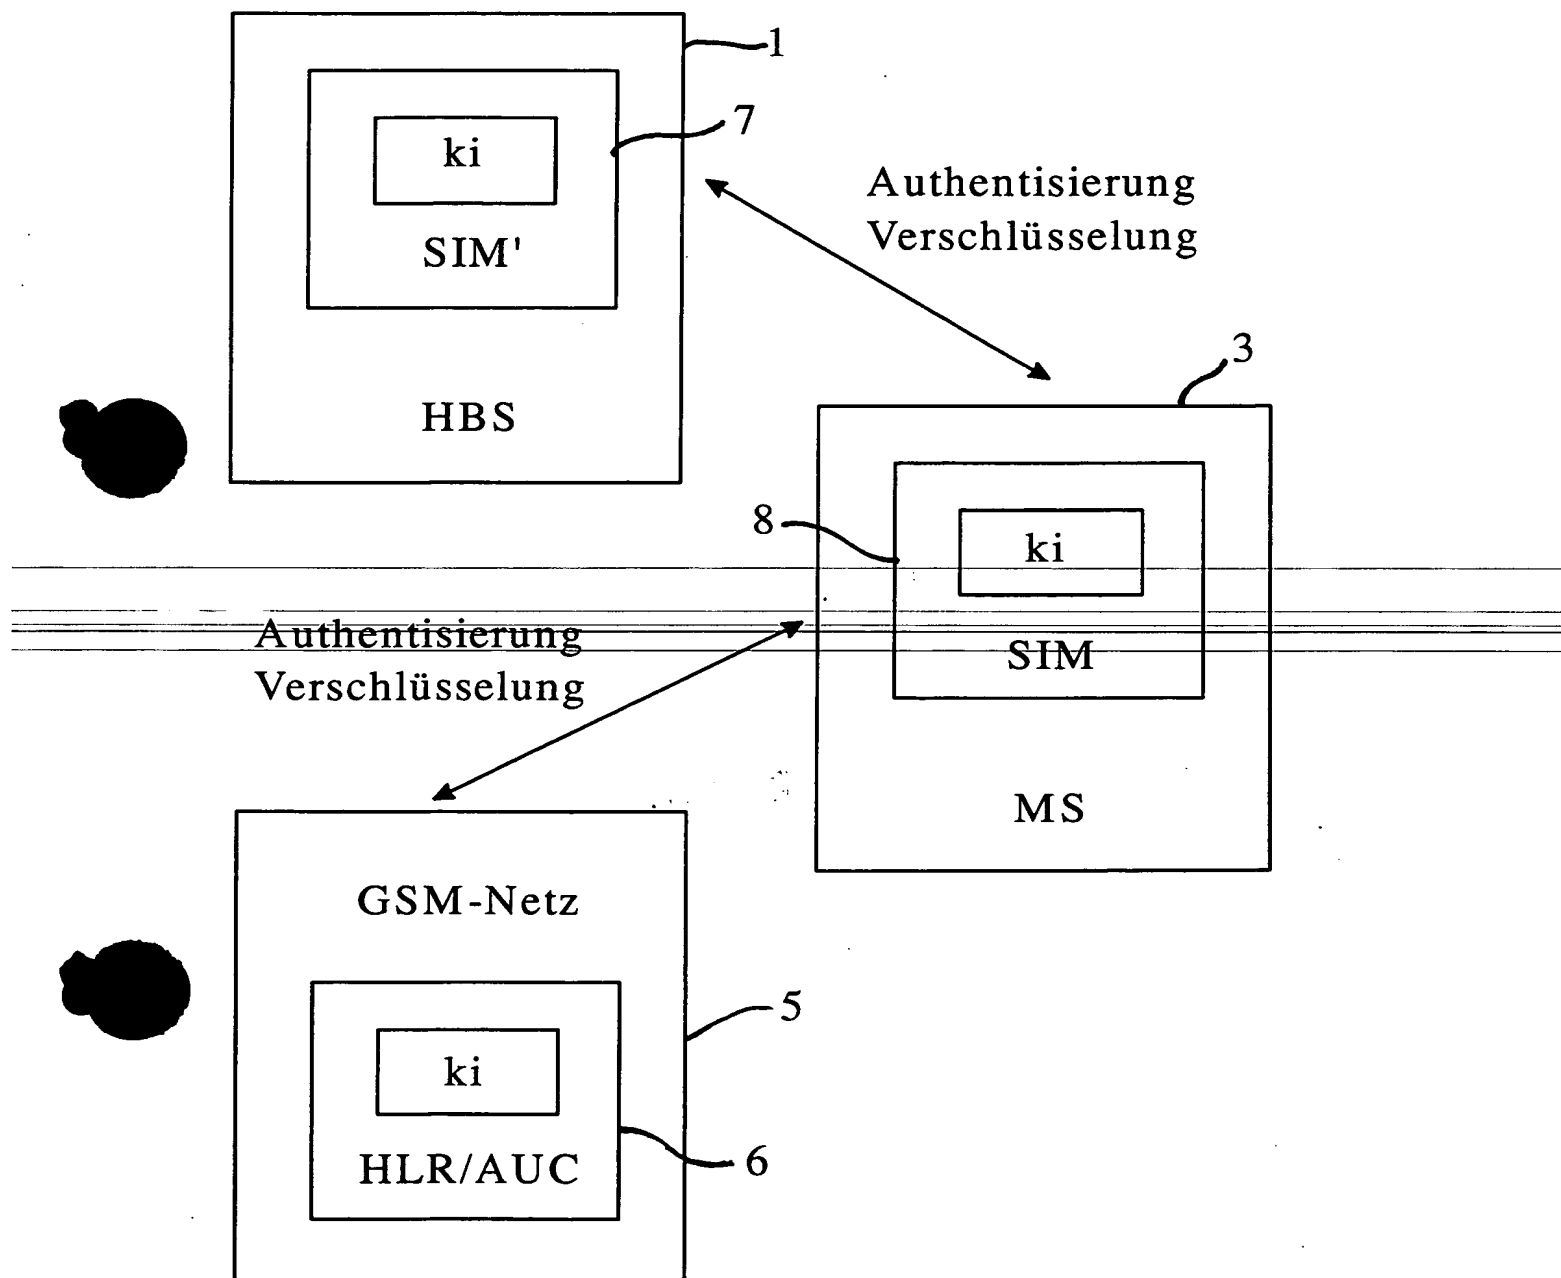 1
7
ki
SIM'
HBS
Authentisierung
Verschlüsselung
3
8
ki
SIM
MS
Authentisierung
Verschlüsselung
GSM-Netz
5
ki
HLR/AUC
6